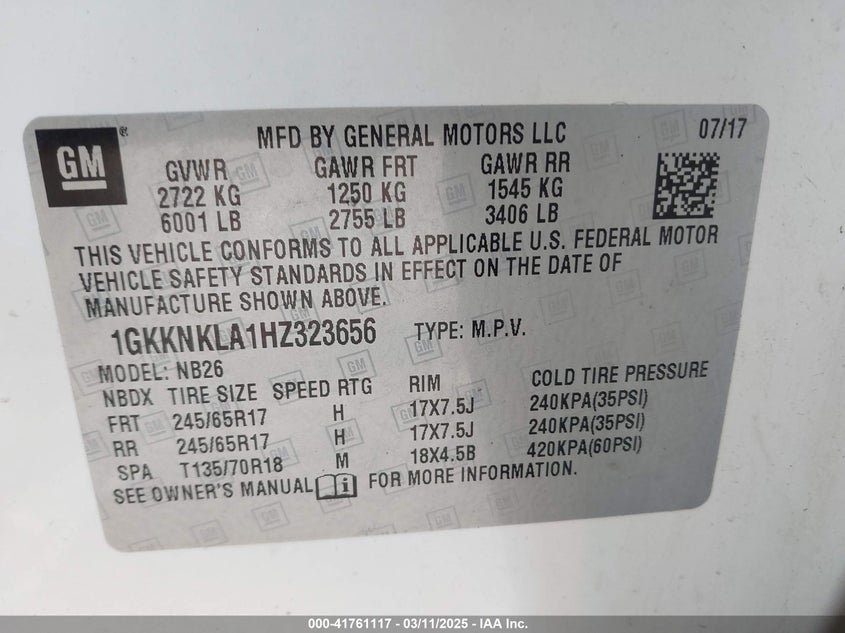 GM®
MFD BY GENERAL MOTORS LLC 07/17
GVWR GAWR FRT GAWR RR
2722 KG 1250 KG 1545 KG
6001 LB 2755 LB 3406 LB
THIS VEHICLE CONFORMS TO ALL APPLICABLE U.S. FEDERAL MOTOR
VEHICLE SAFETY STANDARDS IN EFFECT ON THE DATE OF
MANUFACTURE SHOWN ABOVE.
1GKKNKLA1HZ323656 TYPE: M.P.V.
MODEL: NB26
NBDX TIRE SIZE SPEED RTG RIM COLD TIRE PRESSURE
FRT 245/65R17 H 17X7.5J 240KPA(35PSI)
RR 245/65R17 H 17X7.5J 240KPA(35PSI)
SPA T135/70R18 M 18X4.5B 420KPA(60PSI)
SEE OWNER'S MANUAL i FOR MORE INFORMATION.
000-41761117 - 03/11/2025 - IAA Inc.